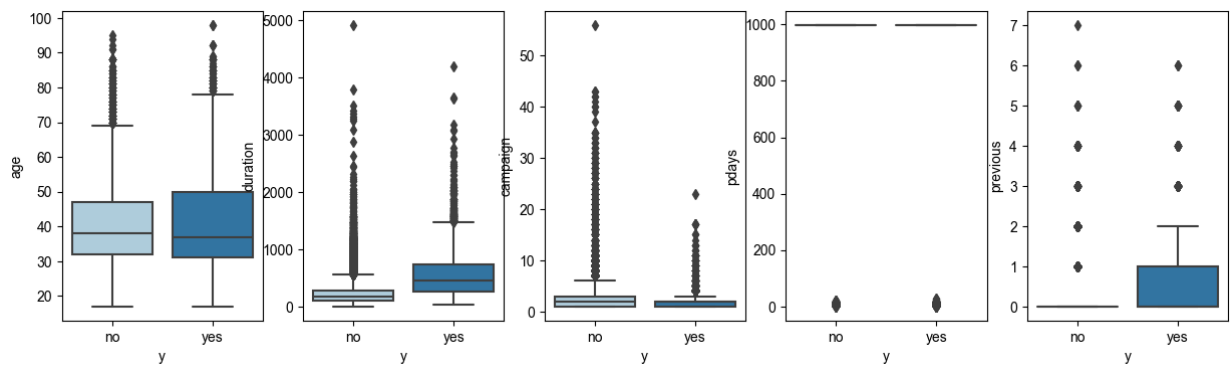 100
90
80
70
60
50
40
30
20
age
no
yes
y
5000
4000
3000
2000
1000
0
duration
no
yes
y
50
40
30
20
10
0
campaign
no
yes
y
1000
800
600
400
200
0
pdays
no
yes
y
7
6
5
4
3
2
1
0
previous
no
yes
y